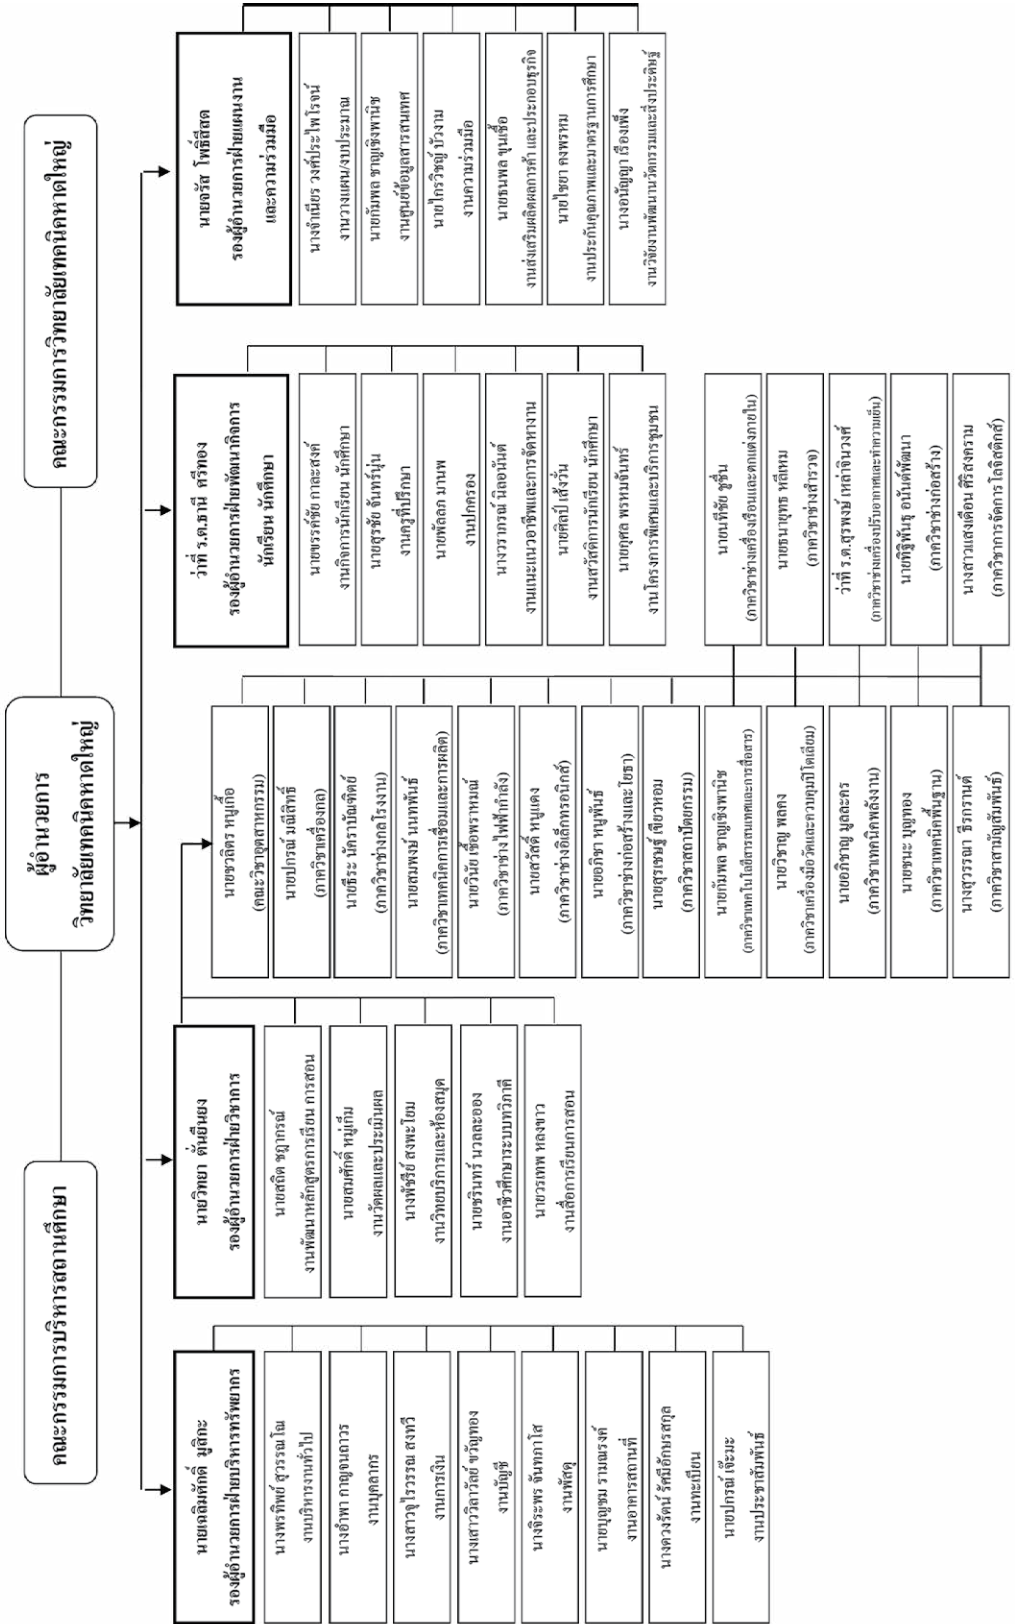 ผู้อำนวยการ
วิทยาลัยเทคนิคหาดใหญ่
คณะกรรมการบริหารสถานศึกษา
คณะกรรมการวิทยาลัยเทคนิคหาดใหญ่
นายเฉลิมศักดิ์ มูสิกะ
รองผู้อำนวยการฝ่ายบริหารทรัพยากร
นางพรทิพย์ สุวรรณโณ
งานบริหารงานทั่วไป
นางอำพา กาญจนถาวร
งานบุคลากร
นางสาวจุไรวรรณ สงทวี
งานการเงิน
นางเสาววิลาวัลย์ ขวัญทอง
งานบัญชี
นางจิระพร จันทภาโส
งานพัสดุ
นายบุญชม รามณรงค์
งานอาคารสถานที่
นางดวงรัตน์ รัศมีอักษรสกุล
งานทะเบียน
นายปกรณ์ เจ๊ะมะ
งานประชาสัมพันธ์
นายวิทยา ตั่นยืนยง
รองผู้อำนวยการฝ่ายวิชาการ
นายสถิต ชฎากรณ์
งานพัฒนาหลักสูตรการเรียน การสอน
นายสมศักดิ์ หมู่เก็ม
งานวัดผลและประเมินผล
นางพัชรีย์ สงพะโยม
งานวิทยบริการและห้องสมุด
นายชรินทร์ นวลละออง
งานอาชีวศึกษาระบบทวิภาคี
นายวรเทพ หลงขาว
งานสื่อการเรียนการสอน
นายชวลิตร หนูเกื้อ
(คณะวิชาอุตสาหกรรม)
นายปกรณ์ มณีสิทธิ์
(ภาควิชาเครื่องกล)
นายธีระ นัคราบัณฑิตย์
(ภาควิชาช่างกลโรงงาน)
นายสมพงษ์ นนทพันธ์
(ภาควิชาเทคนิคการเชื่อมและการผลิต)
นายวินัย เชื้อพราหมณ์
(ภาควิชาช่างไฟฟ้ากำลัง)
นายสวัสดิ์ หนูแดง
(ภาควิชาช่างอิเล็กทรอนิกส์)
นายอภิชา หนูพันธ์
(ภาควิชาช่างก่อสร้างและโยธา)
นายสุรเชษฐ์ เขียวหอม
(ภาควิชาสถาปัตยกรรม)
นายกัมพล ชาญเชิงพานิช
(ภาควิชาเทคโนโลยีสารสนเทศและการสื่อสาร)
นายวิชาญ พลคง
(ภาควิชาเครื่องมือวัดและควบคุมปิโตรเลียม)
นายอภิชาญ มูลละคร
(ภาควิชาเทคนิคพลังงาน)
นายชนะ บุญทอง
(ภาควิชาเทคนิคพื้นฐาน)
นางสุวรรณา ธีรกรานต์
(ภาควิชาสามัญสัมพันธ์)
นายนทีชัย ชูชื่น
(ภาควิชาช่างเครื่องเรือนและตกแต่งภายใน)
นายธนายุทธ หลีเหม
(ภาควิชาช่างสำรวจ)
ว่าที่ ร.ต.สุรพงษ์ เหล่าจินวงศ์
(ภาควิชาช่างเครื่องปรับอากาศและทำความเย็น)
นายทิฐิพันธุ อนันต์พัฒนา
(ภาควิชาช่างก่อสร้าง)
นางสาวแสงเดือน ศิริสงคราม
(ภาควิชาการจัดการโลจิสติกส์)
ว่าที่ ร.ต.ธานี ศรีทอง
รองผู้อำนวยการฝ่ายพัฒนากิจการ
นักเรียน นักศึกษา
นายขรรค์ชัย กาละสงค์
งานกิจการนักเรียน นักศึกษา
นายสุรชัย จันทร์นุ่น
งานครูที่ปรึกษา
นายพัลลภ มานพ
งานปกครอง
นางวราภรณ์ นิลอนันต์
งานแนะแนวอาชีพและการจัดหางาน
นายศิลป์ เส้งวั่น
งานสวัสดิการนักเรียน นักศึกษา
นายกุศล พรหมจันทร์
งานโครงการพิเศษและบริการชุมชน
นายจรัส โพธิ์สีสด
รองผู้อำนวยการฝ่ายแผนงาน
และความร่วมมือ
นางจำเนียร วงศ์ประไพโรจน์
งานวางแผน/งบประมาณ
นายกัมพล ชาญเชิงพานิช
งานศูนย์ข้อมูลสารสนเทศ
นายไกรวิชญ์ บัวงาม
งานความร่วมมือ
นายธนพล ขุนเชื้อ
งานส่งเสริมผลิตผลการค้า และประกอบธุรกิจ
นายไชยา คงพรหม
งานประกันคุณภาพและมาตรฐานการศึกษา
นางอนัญญา เรืองเพ็ง
งานวิจัยงานพัฒนานวัตกรรมและสิ่งประดิษฐ์